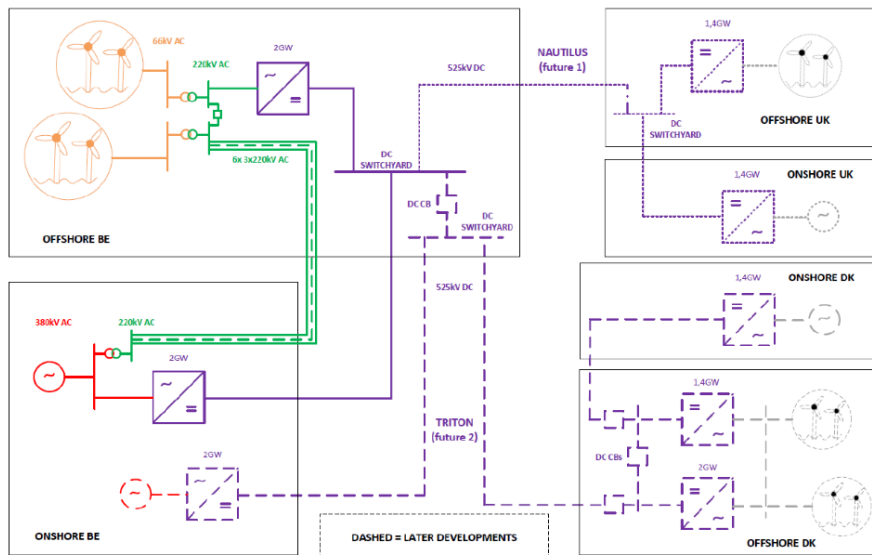 66kV AC
220kV AC
2GW
~
=
6x 3x220kV AC
525kV DC
NAUTILUS
(future 1)
DC
SWITCHYARD
DC CB
DC
SWITCHYARD
OFFSHORE BE
1,4GW
=
~
DC
SWITCHYARD
OFFSHORE UK
ONSHORE UK
1,4GW
=
~
~
525kV DC
ONSHORE DK
1,4GW
=
~
~
380kV AC
220kV AC
~
2GW
~
=
TRITON
(future 2)
2GW
~
~
=
ONSHORE BE
1,4GW
=
~
DC CBs
2GW
=
~
OFFSHORE DK
DASHED = LATER DEVELOPMENTS